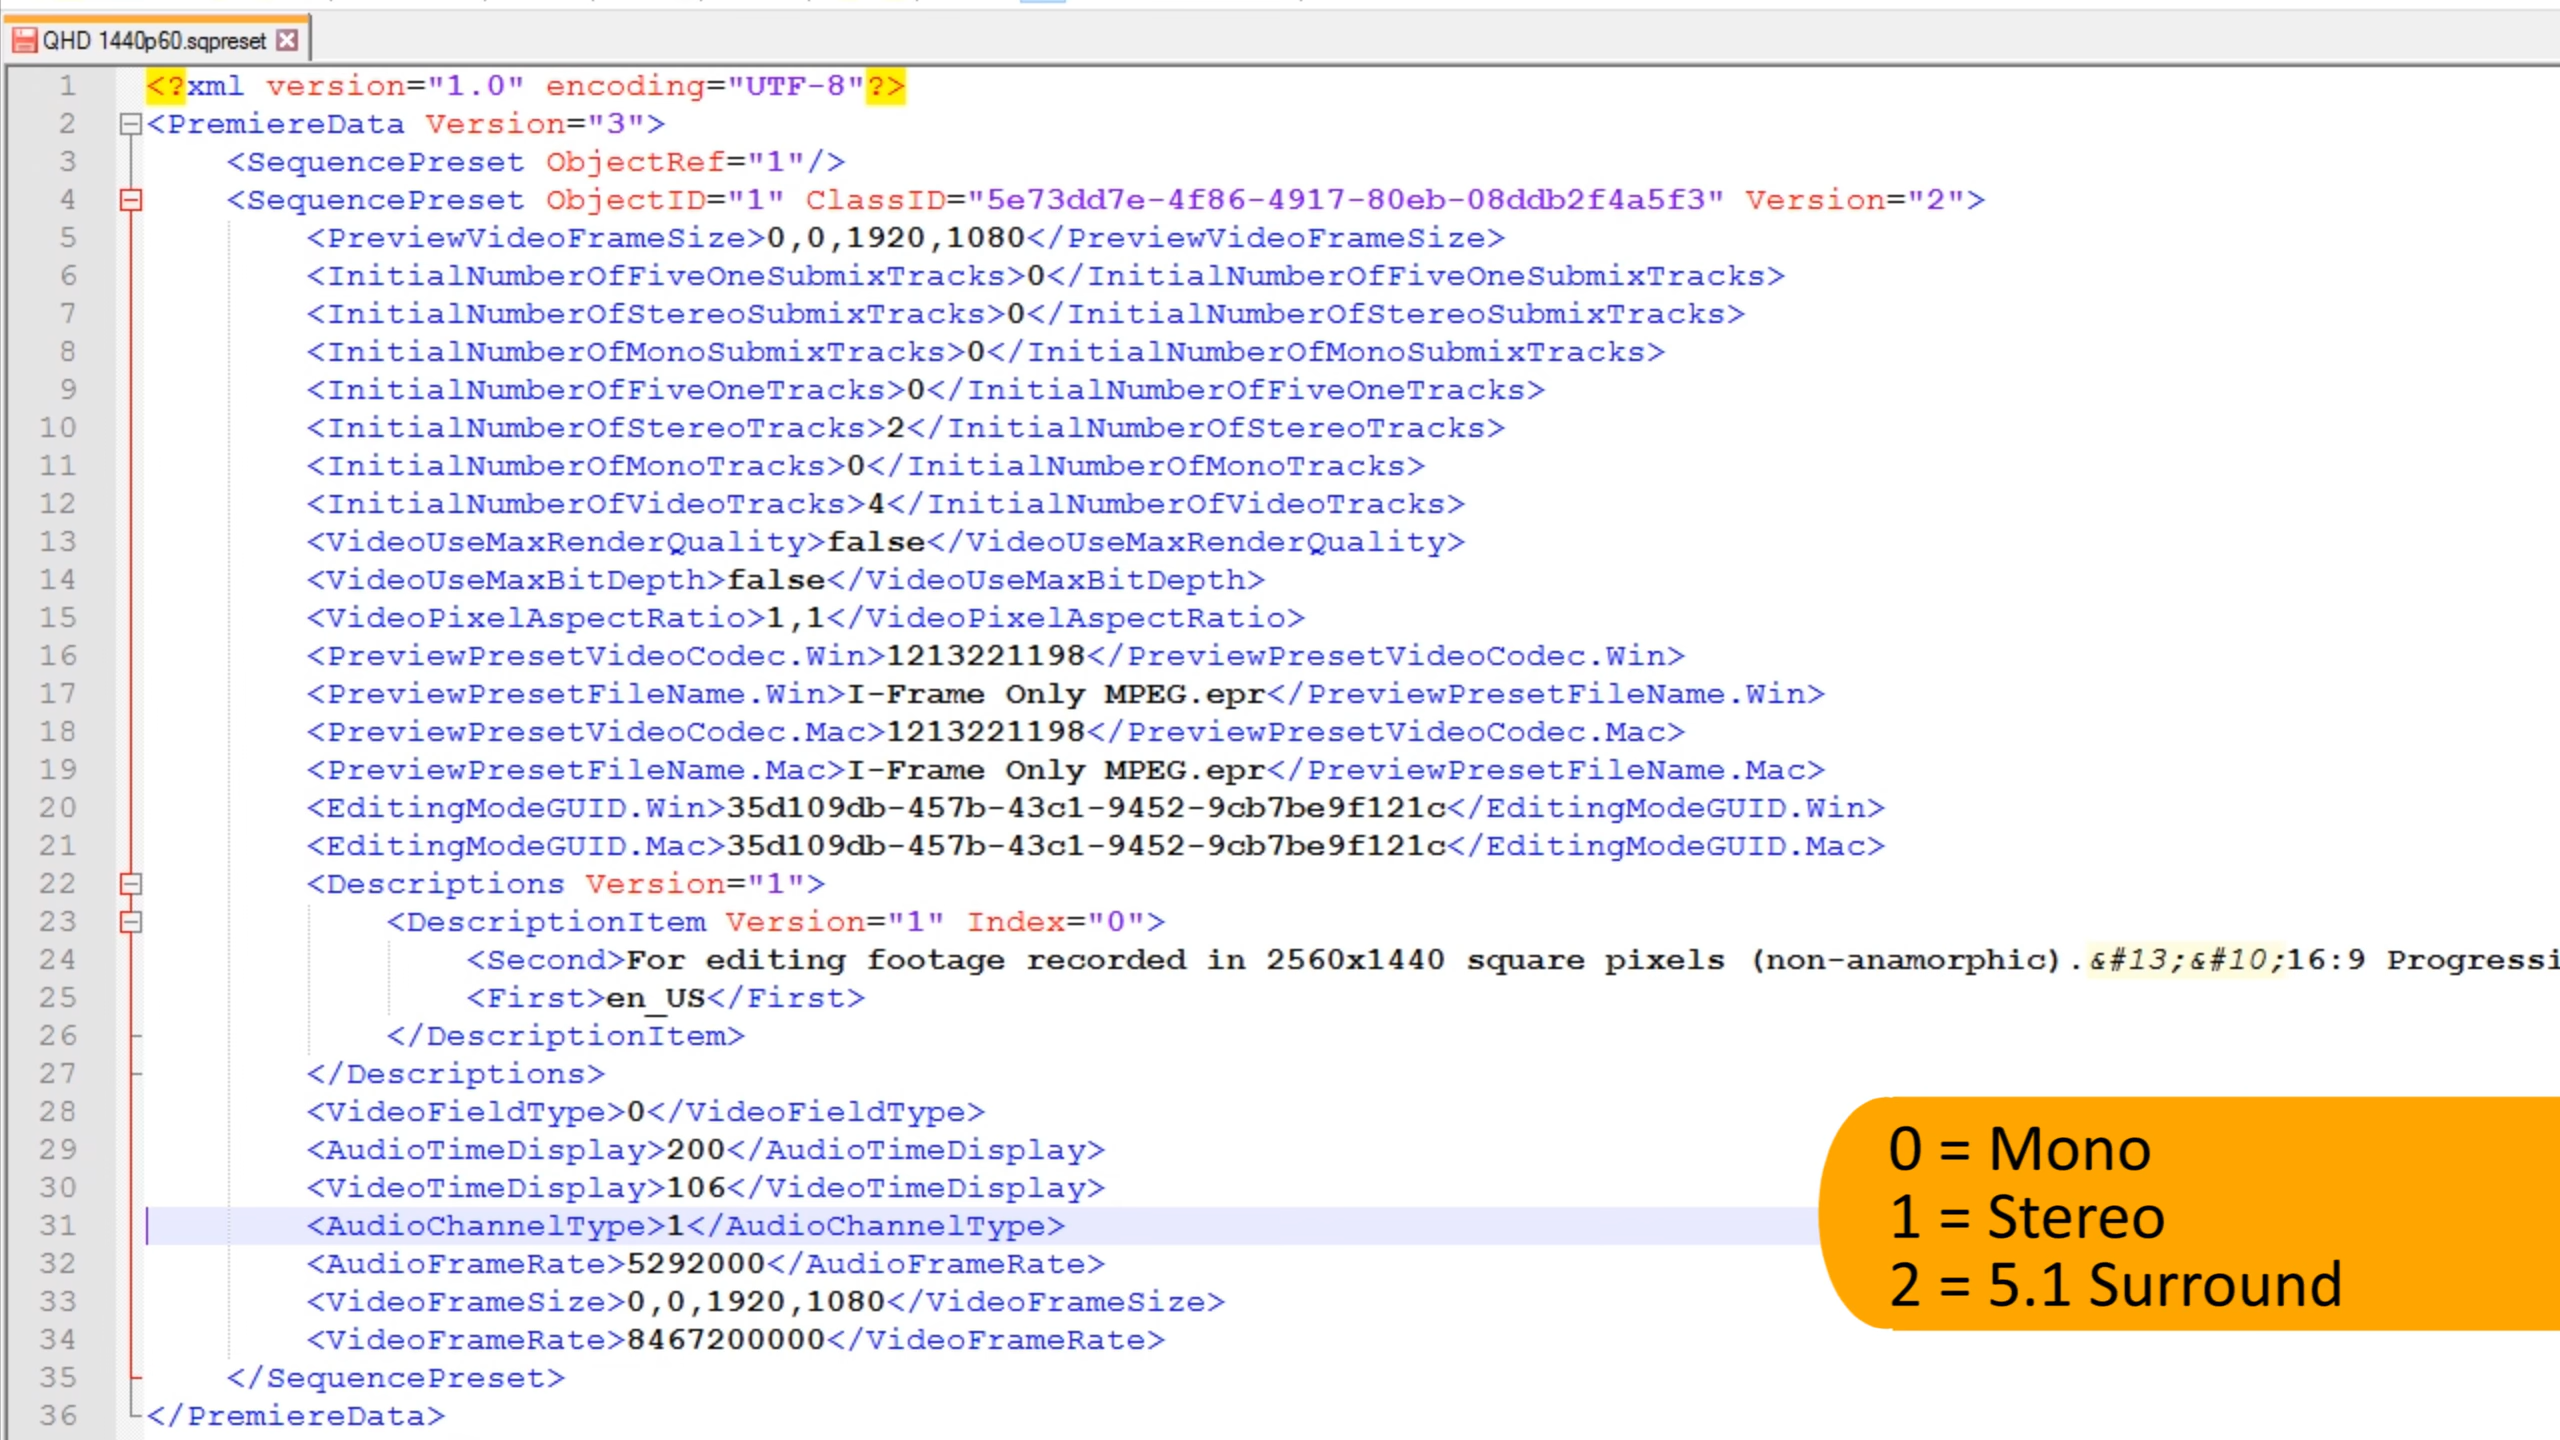 QHD 1440p60.sqpreset
1 <?xml version="1.0" encoding="UTF-8"?>
2 <PremiereData Version="3">
3 <SequencePreset ObjectRef="1"/>
4 <SequencePreset ObjectID="1" ClassID="5e73dd7e-4f86-4917-80eb-08ddb2f4a5f3" Version="2">
5 <PreviewVideoFrameSize>0,0,1920,1080</PreviewVideoFrameSize>
6 <InitialNumberOfFiveOneSubmixTracks>0</InitialNumberOfFiveOneSubmixTracks>
7 <InitialNumberOfStereoSubmixTracks>0</InitialNumberOfStereoSubmixTracks>
8 <InitialNumberOfMonoSubmixTracks>0</InitialNumberOfMonoSubmixTracks>
9 <InitialNumberOfFiveOneTracks>0</InitialNumberOfFiveOneTracks>
10 <InitialNumberOfStereoTracks>2</InitialNumberOfStereoTracks>
11 <InitialNumberOfMonoTracks>0</InitialNumberOfMonoTracks>
12 <InitialNumberOfVideoTracks>4</InitialNumberOfVideoTracks>
13 <VideoUseMaxRenderQuality>false</VideoUseMaxRenderQuality>
14 <VideoUseMaxBitDepth>false</VideoUseMaxBitDepth>
15 <VideoPixelAspectRatio>1,1</VideoPixelAspectRatio>
16 <PreviewPresetVideoCodec.Win>1213221198</PreviewPresetVideoCodec.Win>
17 <PreviewPresetFileName.Win>I-Frame Only MPEG.epr</PreviewPresetFileName.Win>
18 <PreviewPresetVideoCodec.Mac>1213221198</PreviewPresetVideoCodec.Mac>
19 <PreviewPresetFileName.Mac>I-Frame Only MPEG.epr</PreviewPresetFileName.Mac>
20 <EditingModeGUID.Win>35d109db-457b-43c1-9452-9cb7be9f121c</EditingModeGUID.Win>
21 <EditingModeGUID.Mac>35d109db-457b-43c1-9452-9cb7be9f121c</EditingModeGUID.Mac>
22 <Descriptions Version="1">
23 <DescriptionItem Version="1" Index="0">
24 <Second>For editing footage recorded in 2560x1440 square pixels (non-anamorphic).&#13;&#10;16:9 Progressi
25 <First>en_US</First>
26 </DescriptionItem>
27 </Descriptions>
28 <VideoFieldType>0</VideoFieldType>
29 <AudioTimeDisplay>200</AudioTimeDisplay>
30 <VideoTimeDisplay>106</VideoTimeDisplay>
31 <AudioChannelType>1</AudioChannelType>
32 <AudioFrameRate>5292000</AudioFrameRate>
33 <VideoFrameSize>0,0,1920,1080</VideoFrameSize>
34 <VideoFrameRate>8467200000</VideoFrameRate>
35 </SequencePreset>
36 </PremiereData>
0 = Mono
1 = Stereo
2 = 5.1 Surround